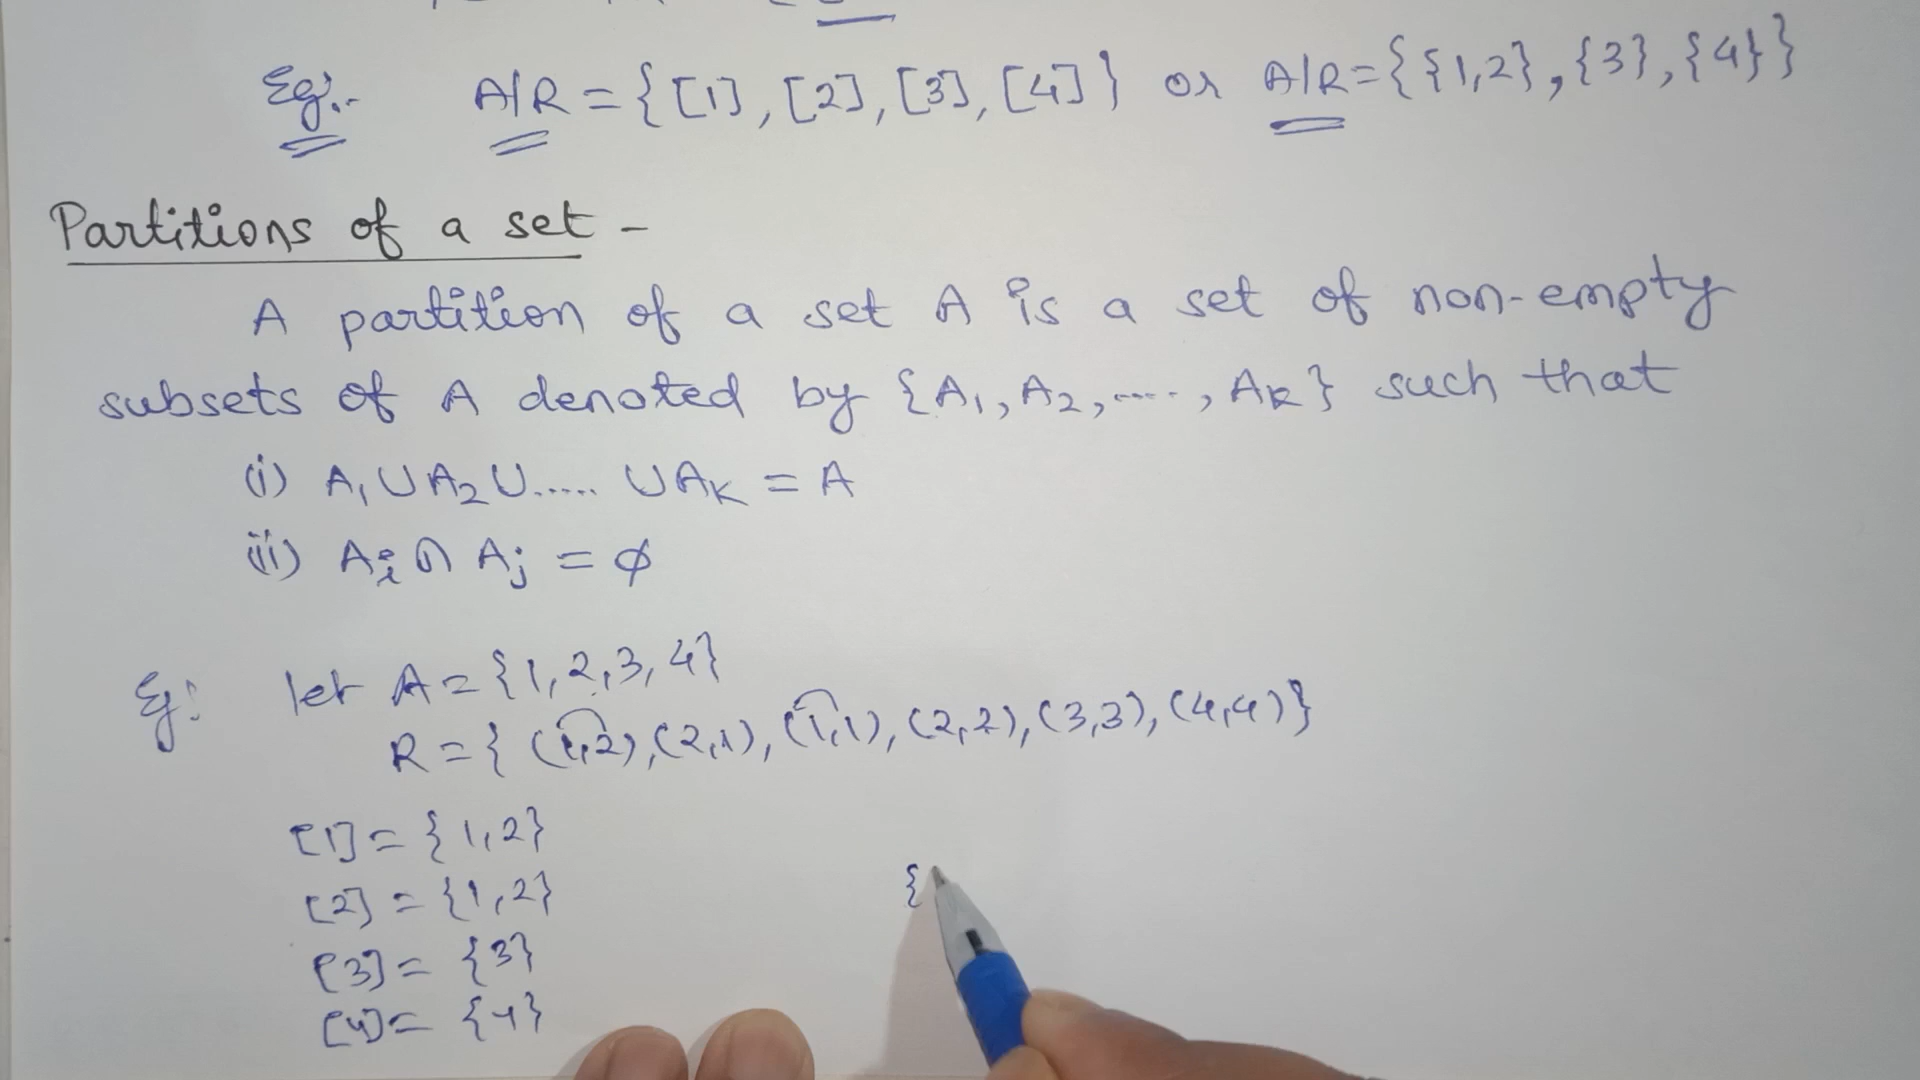 Eg:- A/R = {[1], [2], [3], [4]} or A/R = {{1,2}, {3}, {4}}
Partitions of a set -
A partition of a set A is a set of non-empty
subsets of A denoted by {A₁, A₂, ...., Aₖ} such that
(i) A₁ ∪ A₂ ∪ ..... ∪ Aₖ = A
(ii) Aᵢ ∩ Aⱼ = ϕ
Eg: let A = {1,2,3,4}
R = {(1,2), (2,1), (1,1), (2,2), (3,3), (4,4)}
[1] = {1,2}
[2] = {1,2}
{
[3] = {3}
[4] = {4}